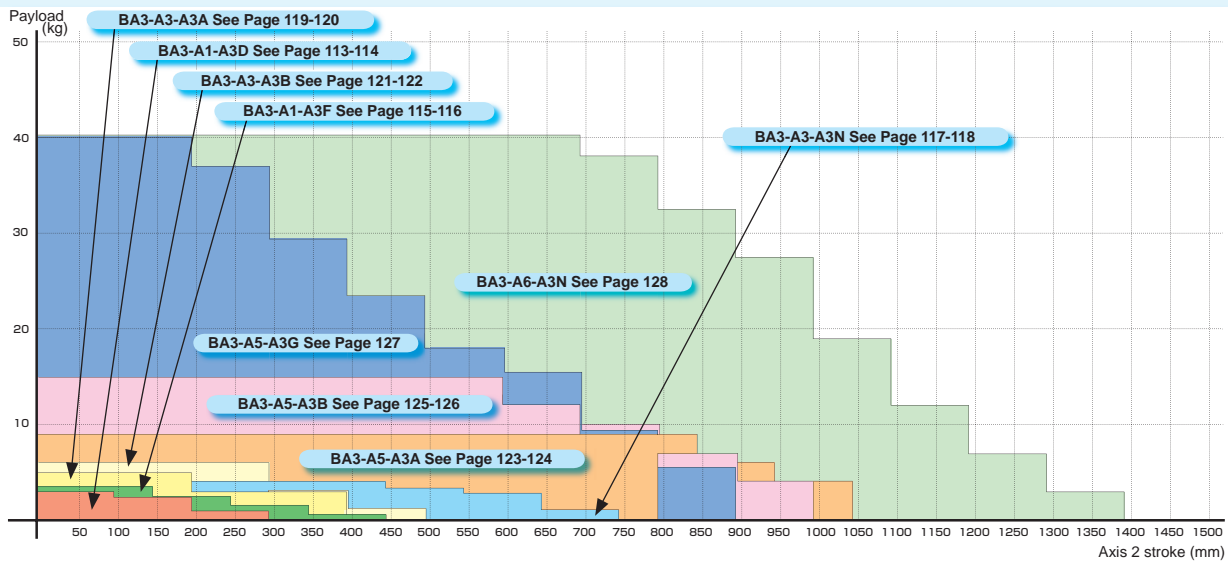 Payload
(kg)
BA3-A3-A3A See Page 119-120
BA3-A1-A3D See Page 113-114
BA3-A3-A3B See Page 121-122
BA3-A1-A3F See Page 115-116
BA3-A3-A3N See Page 117-118
BA3-A6-A3N See Page 128
BA3-A5-A3G See Page 127
BA3-A5-A3B See Page 125-126
BA3-A5-A3A See Page 123-124
50
40
30
20
10
50 100 150 200 250 300 350 400 450 500 550 600 650 700 750 800 850 900 950 1000 1050 1100 1150 1200 1250 1300 1350 1400 1450 1500
Axis 2 stroke (mm)